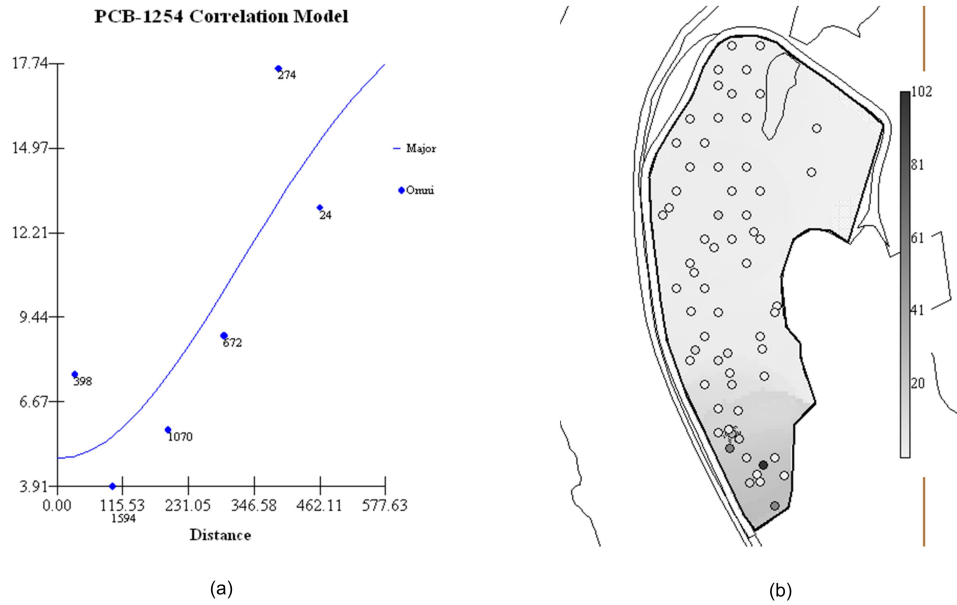 PCB-1254 Correlation Model
17.74
14.97
12.21
9.44
6.67
3.91
274
24
672
398
1070
1594
Major
Omni
0.00 115.53 231.05 346.58 462.11 577.63
Distance
(a)
102
81
61
41
20
(b)